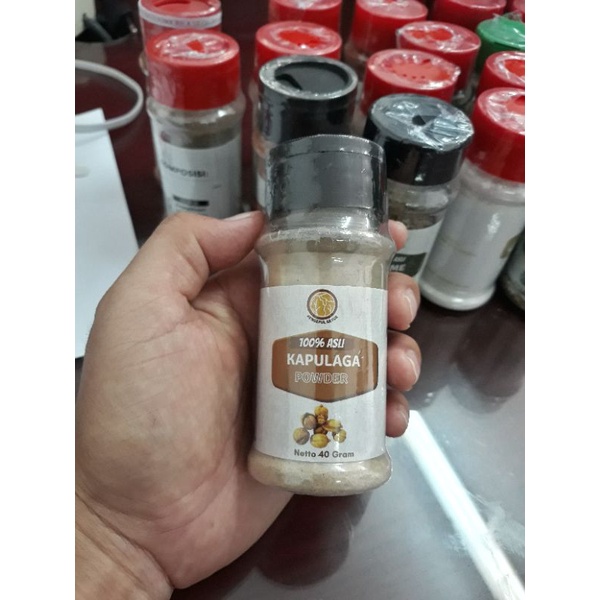 100% ASLI
KAPULAGA
POWDER
Netto 40 Gram